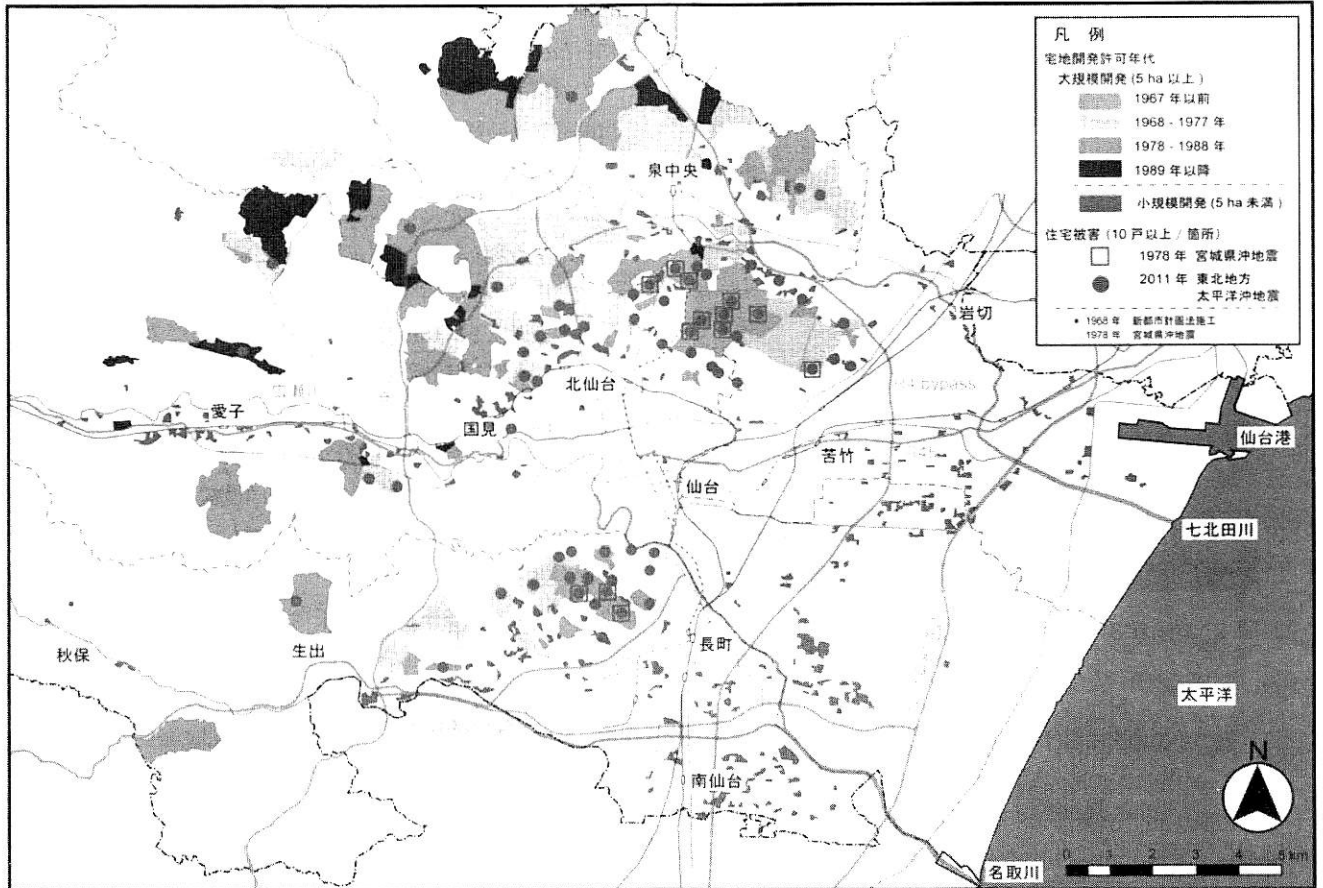 凡 例
宅地開発許可年代
大規模開発 (5 ha 以上)
1967 年以前
1968 - 1977 年
1978 - 1988 年
1989 年以降
小規模開発 (5 ha 未満)
住宅被害 (10 戸以上 / 箇所)
1978 年 宮城県沖地震
2011 年 東北地方
太平洋沖地震
• 1968 年 新都市計画法施工
1978 年 宮城県沖地震
泉中央
岩切
北仙台
愛子
国見
bypass
仙台港
苦竹
仙台
七北田川
秋保
生出
長町
太平洋
南仙台
N
名取川
0 1 2 3 4 5 km